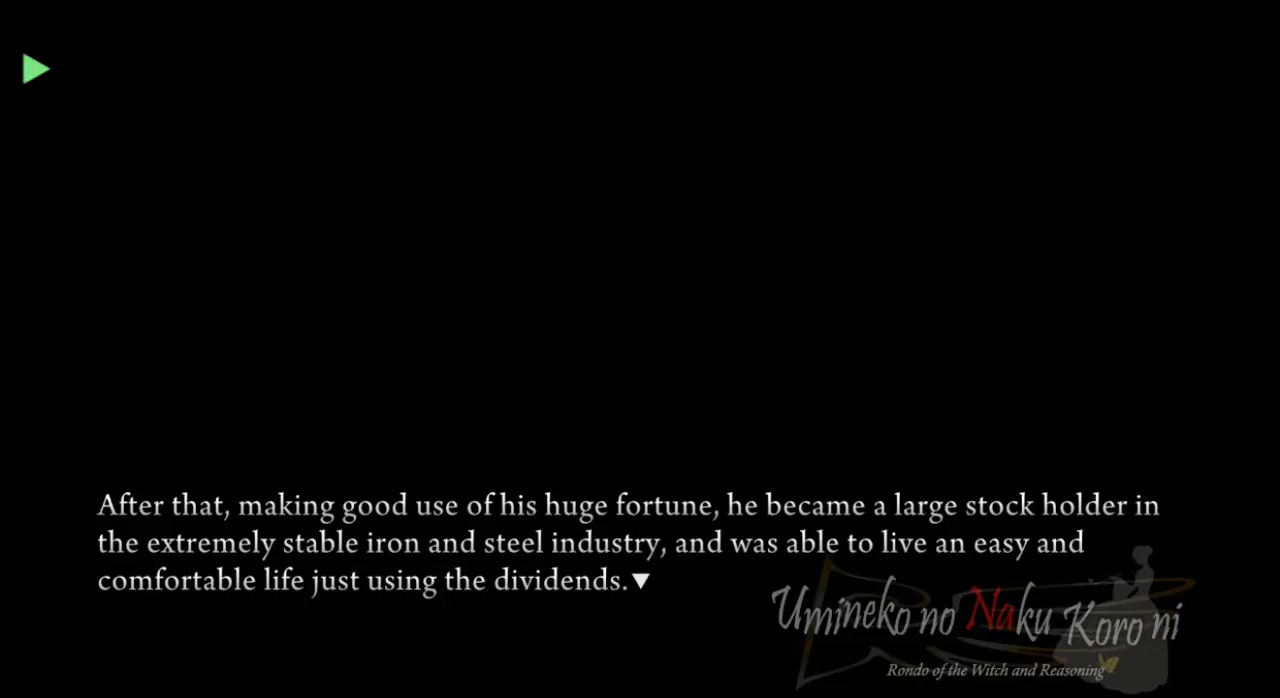 After that, making good use of his huge fortune, he became a large stock holder in
the extremely stable iron and steel industry, and was able to live an easy and
comfortable life just using the dividends.▼
Umineko no Naku Koro ni
Rondo of the Witch and Reasoning